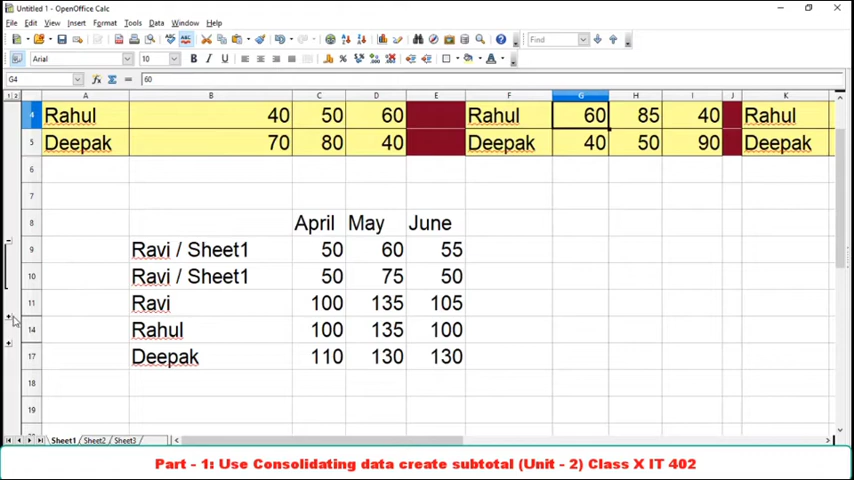 Untitled 1 - OpenOffice Calc
File Edit View Insert Format Tools Data Window Help
Find
Arial 10
G4 60
1 2 A B C D E F G H I J K
4 Rahul 40 50 60 Rahul 60 85 40 Rahul
5 Deepak 70 80 40 Deepak 40 50 90 Deepak
6
7
8 April May June
9 Ravi / Sheet1 50 60 55
10 Ravi / Sheet1 50 75 50
11 Ravi 100 135 105
14 Rahul 100 135 100
17 Deepak 110 130 130
18
19
Sheet1 Sheet2 Sheet3
Part - 1: Use Consolidating data create subtotal (Unit - 2) Class X IT 402